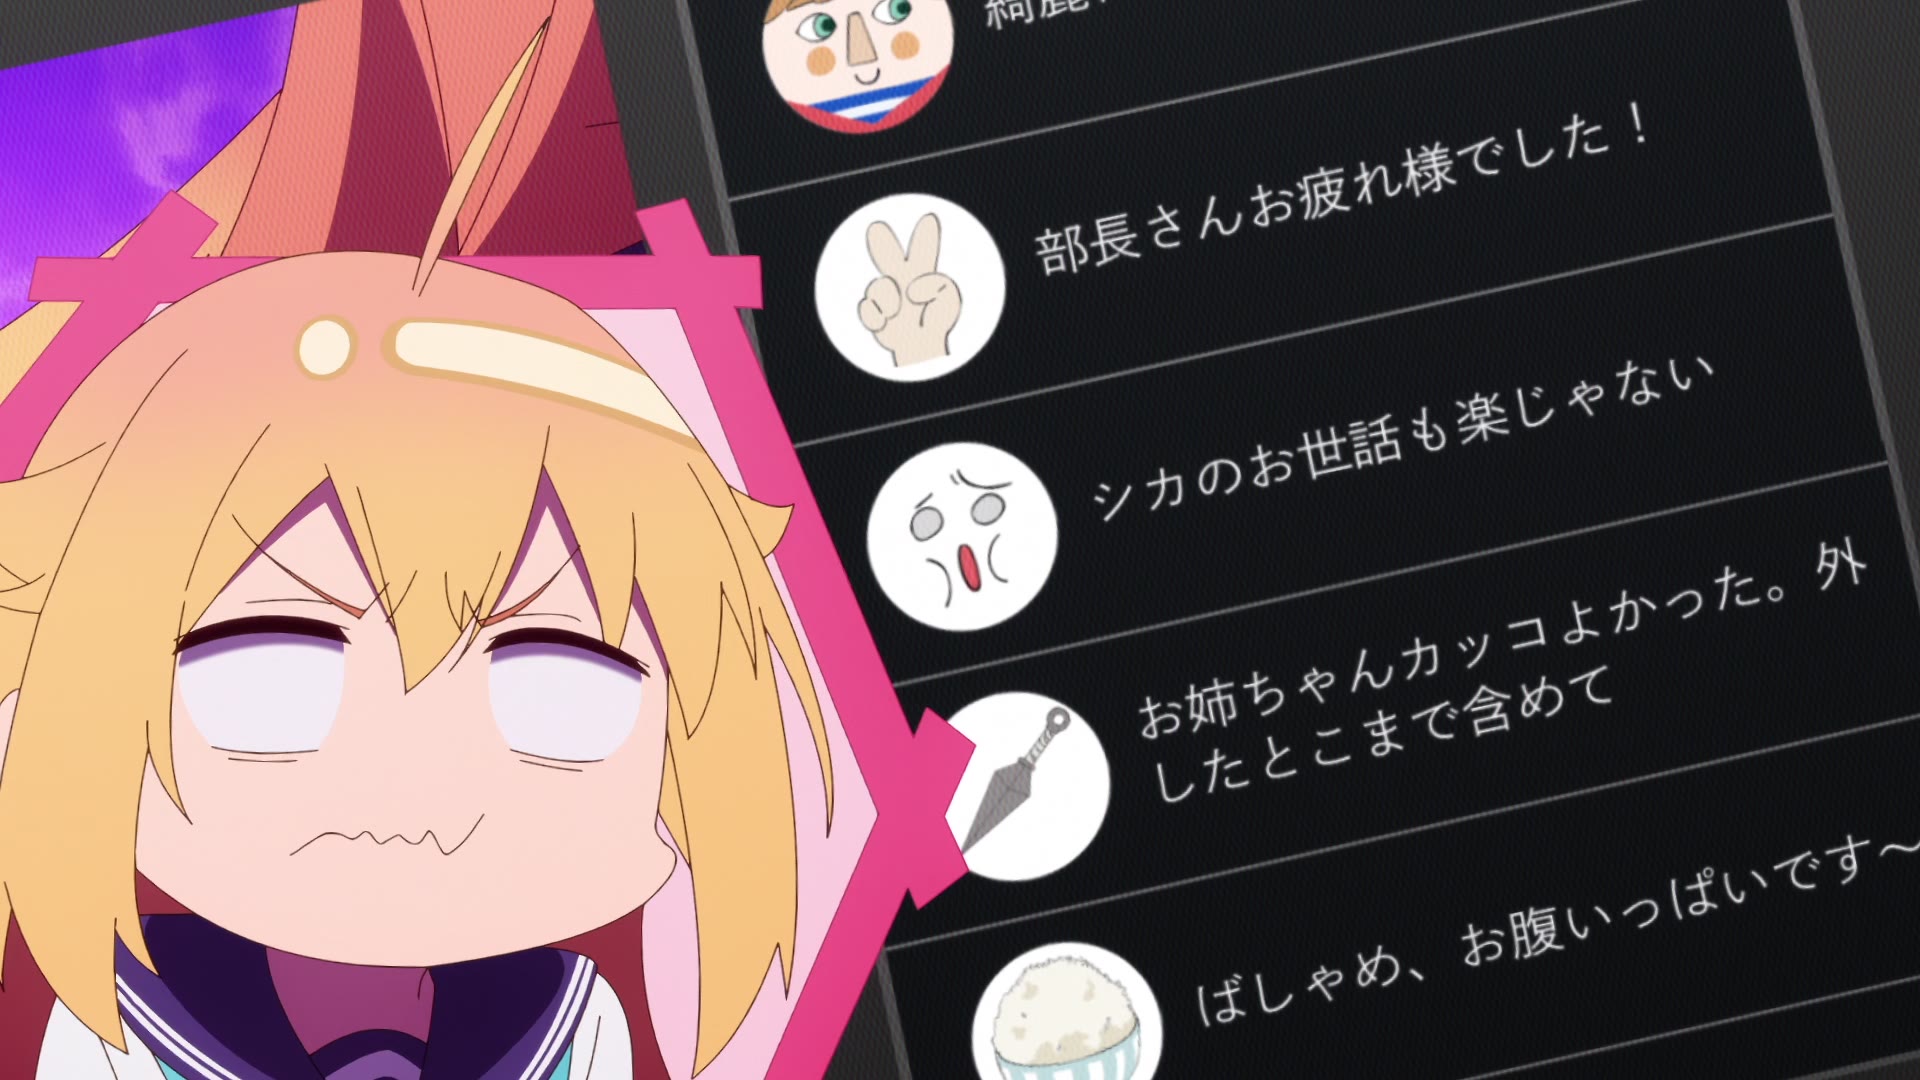 綺麗
部長さんお疲れ様でした！
シカのお世話も楽じゃない
お姉ちゃんカッコよかった。外
したとこまで含めて
ばしゃめ、お腹いっぱいです～